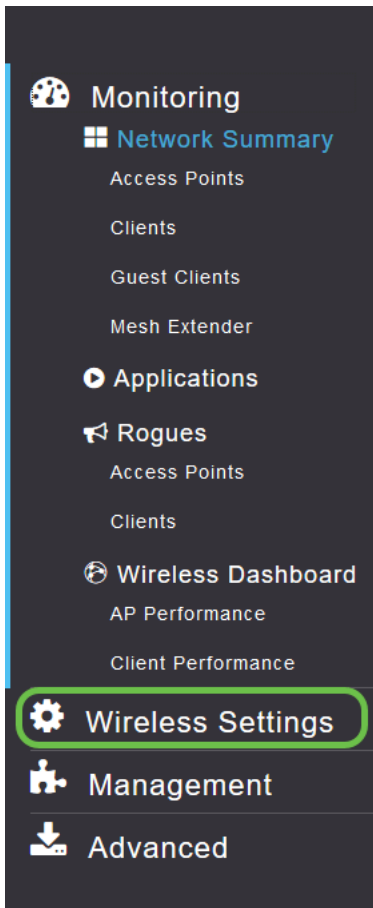 Monitoring
Network Summary
Access Points
Clients
Guest Clients
Mesh Extender
Applications
Rogues
Access Points
Clients
Wireless Dashboard
AP Performance
Client Performance
Wireless Settings
Management
Advanced